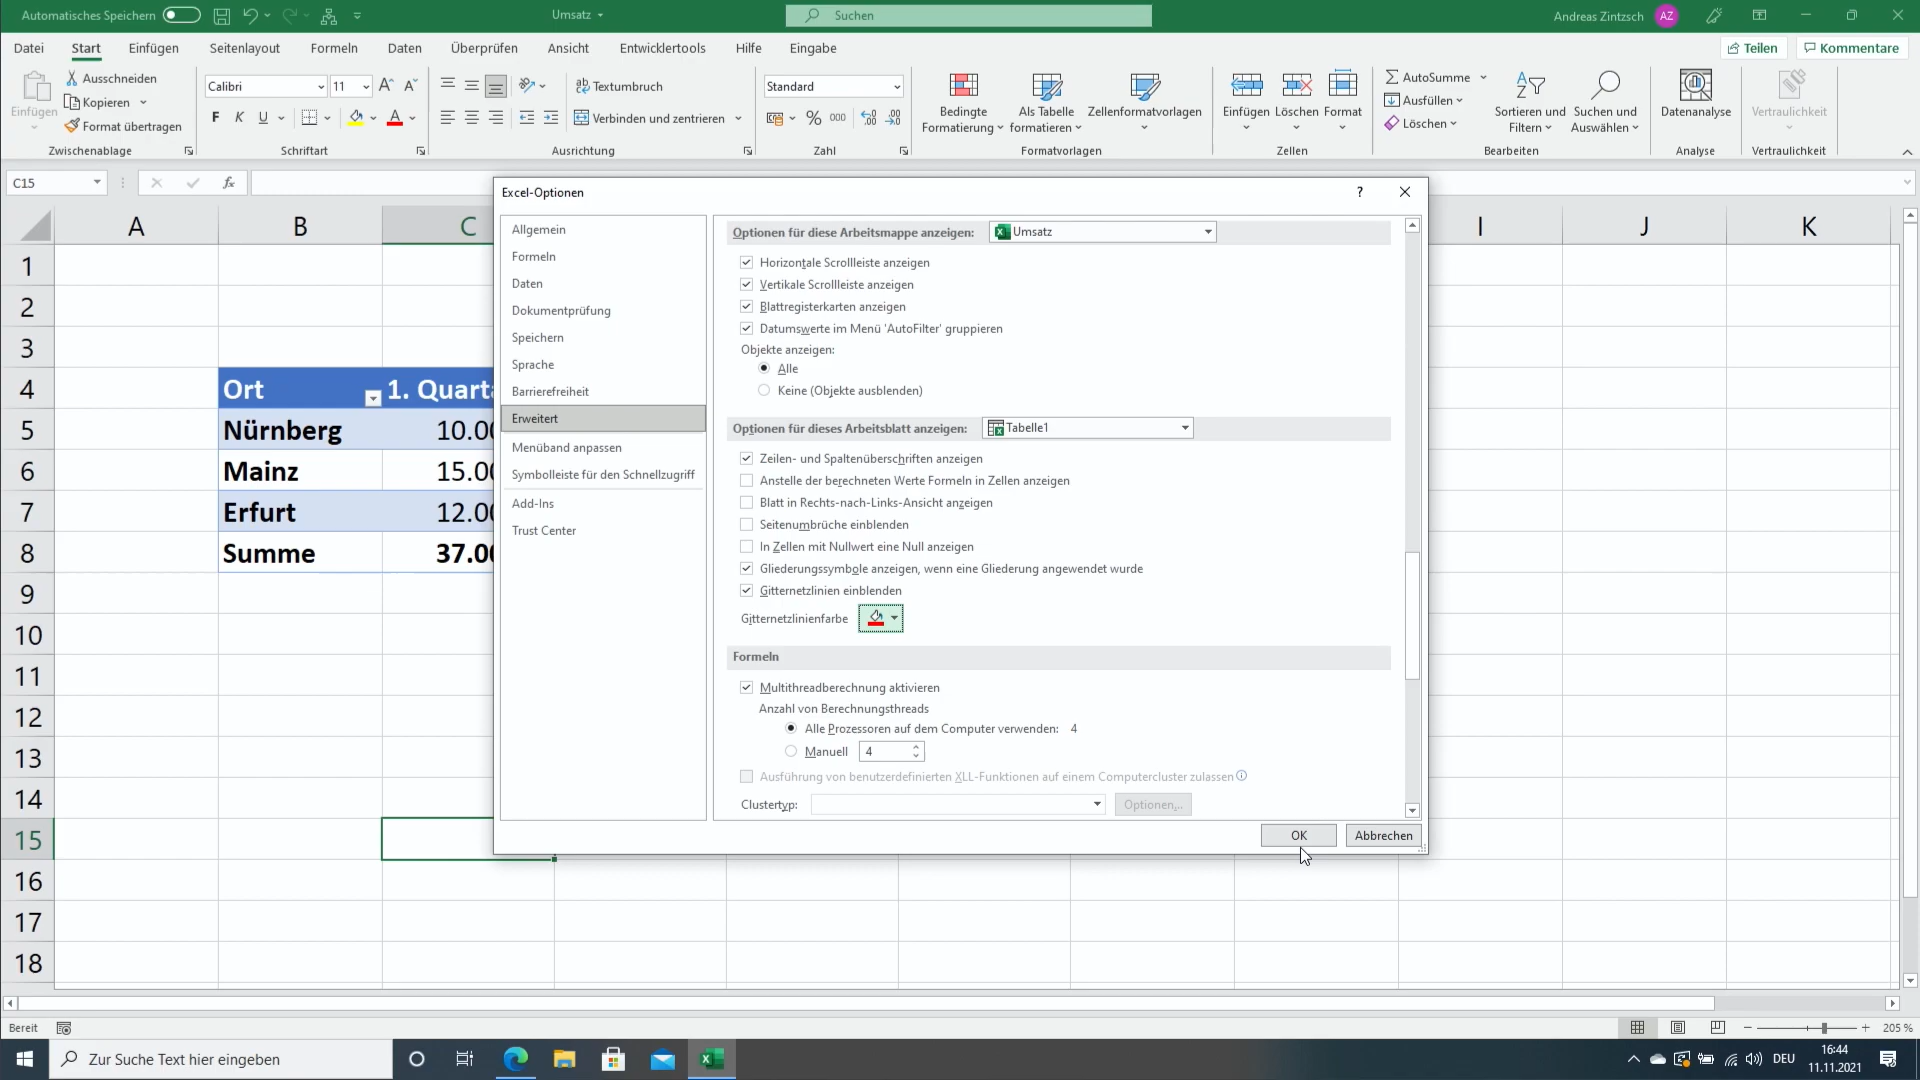 Automatisches Speichern
Umsatz
Suchen
Andreas Zintzsch
AZ
Datei
Start
Einfügen
Seitenlayout
Formeln
Daten
Überprüfen
Ansicht
Entwicklertools
Hilfe
Eingabe
Teilen
Kommentare
Einfügen
Ausschneiden
Kopieren
Format übertragen
Zwischenablage
Calibri
11
F K U
Schriftart
Textumbruch
Verbinden und zentrieren
Ausrichtung
Standard
% 000
Zahl
Bedingte
Formatierung
Als Tabelle
formatieren
Zellenformatvorlagen
Formatvorlagen
Einfügen
Löschen
Format
Zellen
AutoSumme
Ausfüllen
Löschen
Sortieren und
Filtern
Suchen und
Auswählen
Bearbeiten
Datenanalyse
Analyse
Vertraulichkeit
Vertraulichkeit
C15
fx
A B C I J K
1
2
3
4 Ort 1. Quarta
5 Nürnberg 10.00
6 Mainz 15.00
7 Erfurt 12.00
8 Summe 37.00
9
10
11
12
13
14
15
16
17
18
Excel-Optionen
?
Allgemein
Formeln
Daten
Dokumentprüfung
Speichern
Sprache
Barrierefreiheit
Erweitert
Menüband anpassen
Symbolleiste für den Schnellzugriff
Add-Ins
Trust Center
Optionen für diese Arbeitsmappe anzeigen: Umsatz
Horizontale Scrollleiste anzeigen
Vertikale Scrollleiste anzeigen
Blattregisterkarten anzeigen
Datumswerte im Menü 'AutoFilter' gruppieren
Objekte anzeigen:
Alle
Keine (Objekte ausblenden)
Optionen für dieses Arbeitsblatt anzeigen: Tabelle1
Zeilen- und Spaltenüberschriften anzeigen
Anstelle der berechneten Werte Formeln in Zellen anzeigen
Blatt in Rechts-nach-Links-Ansicht anzeigen
Seitenumbrüche einblenden
In Zellen mit Nullwert eine Null anzeigen
Gliederungssymbole anzeigen, wenn eine Gliederung angewendet wurde
Gitternetzlinien einblenden
Gitternetzlinienfarbe
Formeln
Multithreadberechnung aktivieren
Anzahl von Berechnungsthreads
Alle Prozessoren auf dem Computer verwenden: 4
Manuell 4
Ausführung von benutzerdefinierten XLL-Funktionen auf einem Computercluster zulassen
Clustertyp:
Optionen...
OK
Abbrechen
Bereit
205 %
Zur Suche Text hier eingeben
DEU
16:44
11.11.2021